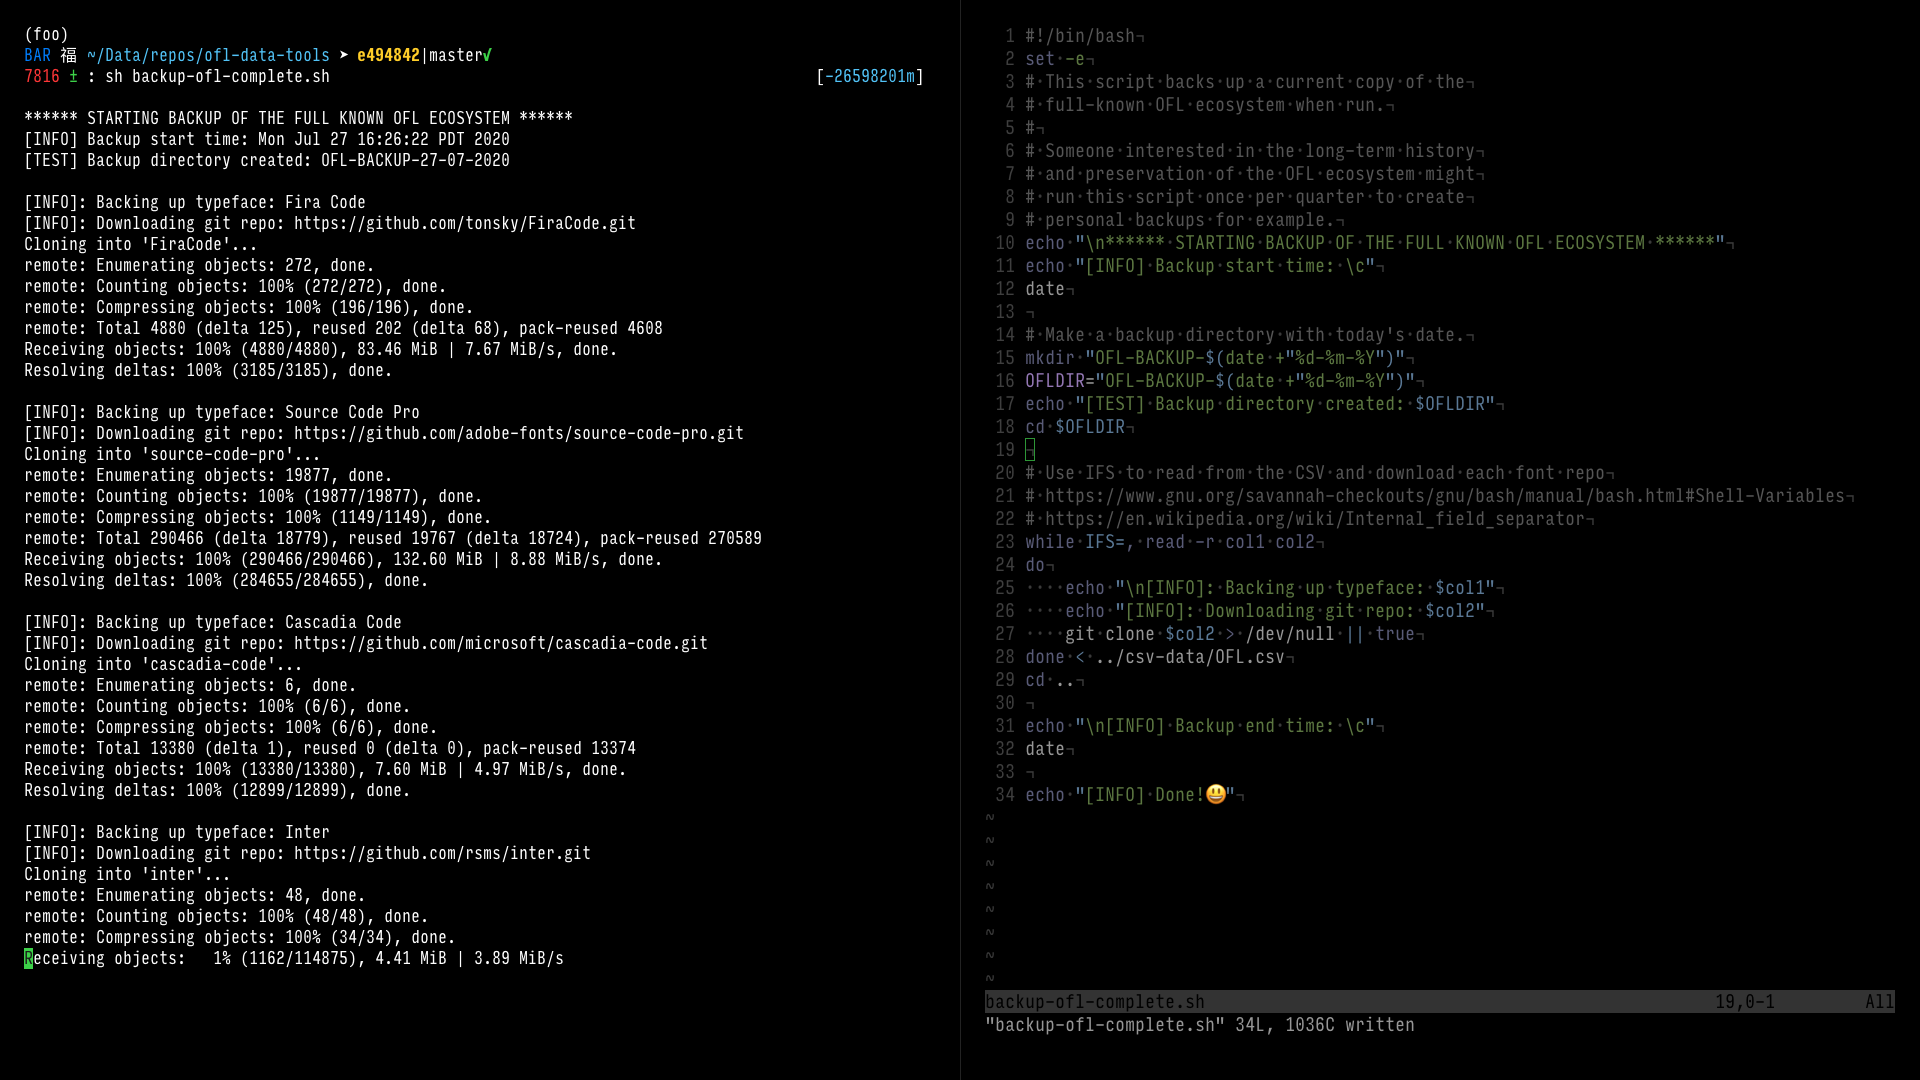 (foo)
BAR 福 ~/Data/repos/ofl-data-tools ➤ e494842|master✓
7816 ± : sh backup-ofl-complete.sh [-26598201m]
****** STARTING BACKUP OF THE FULL KNOWN OFL ECOSYSTEM ******
[INFO] Backup start time: Mon Jul 27 16:26:22 PDT 2020
[TEST] Backup directory created: OFL-BACKUP-27-07-2020
[INFO]: Backing up typeface: Fira Code
[INFO]: Downloading git repo: https://github.com/tonsky/FiraCode.git
Cloning into 'FiraCode'...
remote: Enumerating objects: 272, done.
remote: Counting objects: 100% (272/272), done.
remote: Compressing objects: 100% (196/196), done.
remote: Total 4880 (delta 125), reused 202 (delta 68), pack-reused 4608
Receiving objects: 100% (4880/4880), 83.46 MiB | 7.67 MiB/s, done.
Resolving deltas: 100% (3185/3185), done.
[INFO]: Backing up typeface: Source Code Pro
[INFO]: Downloading git repo: https://github.com/adobe-fonts/source-code-pro.git
Cloning into 'source-code-pro'...
remote: Enumerating objects: 19877, done.
remote: Counting objects: 100% (19877/19877), done.
remote: Compressing objects: 100% (1149/1149), done.
remote: Total 290466 (delta 18779), reused 19767 (delta 18724), pack-reused 270589
Receiving objects: 100% (290466/290466), 132.60 MiB | 8.88 MiB/s, done.
Resolving deltas: 100% (284655/284655), done.
[INFO]: Backing up typeface: Cascadia Code
[INFO]: Downloading git repo: https://github.com/microsoft/cascadia-code.git
Cloning into 'cascadia-code'...
remote: Enumerating objects: 6, done.
remote: Counting objects: 100% (6/6), done.
remote: Compressing objects: 100% (6/6), done.
remote: Total 13380 (delta 1), reused 0 (delta 0), pack-reused 13374
Receiving objects: 100% (13380/13380), 7.60 MiB | 4.97 MiB/s, done.
Resolving deltas: 100% (12899/12899), done.
[INFO]: Backing up typeface: Inter
[INFO]: Downloading git repo: https://github.com/rsms/inter.git
Cloning into 'inter'...
remote: Enumerating objects: 48, done.
remote: Counting objects: 100% (48/48), done.
remote: Compressing objects: 100% (34/34), done.
Receiving objects:   1% (1162/114875), 4.41 MiB | 3.89 MiB/s
1 #!/bin/bash¬
2 set·-e¬
3 #·This·script·backs·up·a·current·copy·of·the¬
4 #·full-known·OFL·ecosystem·when·run.¬
5 #¬
6 #·Someone·interested·in·the·long-term·history¬
7 #·and·preservation·of·the·OFL·ecosystem·might¬
8 #·run·this·script·once·per·quarter·to·create¬
9 #·personal·backups·for·example.¬
10 echo·"\n******·STARTING·BACKUP·OF·THE·FULL·KNOWN·OFL·ECOSYSTEM·******"¬
11 echo·"[INFO]·Backup·start·time:·\c"¬
12 date¬
13 ¬
14 #·Make·a·backup·directory·with·today's·date.¬
15 mkdir·"OFL-BACKUP-$(date·+"%d-%m-%Y")"¬
16 OFLDIR="OFL-BACKUP-$(date·+"%d-%m-%Y")"¬
17 echo·"[TEST]·Backup·directory·created:·$OFLDIR"¬
18 cd·$OFLDIR¬
19 ¬
20 #·Use·IFS·to·read·from·the·CSV·and·download·each·font·repo¬
21 #·https://www.gnu.org/savannah-checkouts/gnu/bash/manual/bash.html#Shell-Variables¬
22 #·https://en.wikipedia.org/wiki/Internal_field_separator¬
23 while·IFS=,·read·-r·col1·col2¬
24 do¬
25 ····echo·"\n[INFO]:·Backing·up·typeface:·$col1"¬
26 ····echo·"[INFO]:·Downloading·git·repo:·$col2"¬
27 ····git·clone·$col2·>·/dev/null·||·true¬
28 done·<·../csv-data/OFL.csv¬
29 cd·..¬
30 ¬
31 echo·"\n[INFO]·Backup·end·time:·\c"¬
32 date¬
33 ¬
34 echo·"[INFO]·Done!😃"¬
~
~
~
~
~
~
~
~
backup-ofl-complete.sh 19,0-1 All
"backup-ofl-complete.sh" 34L, 1036C written